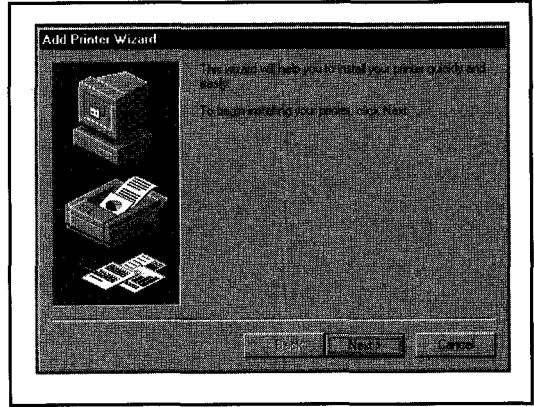 Add Printer Wizard
This wizard will help you to install your printer quickly and
easily.
To begin installing your printer, click Next.
< Back
Next >
Cancel